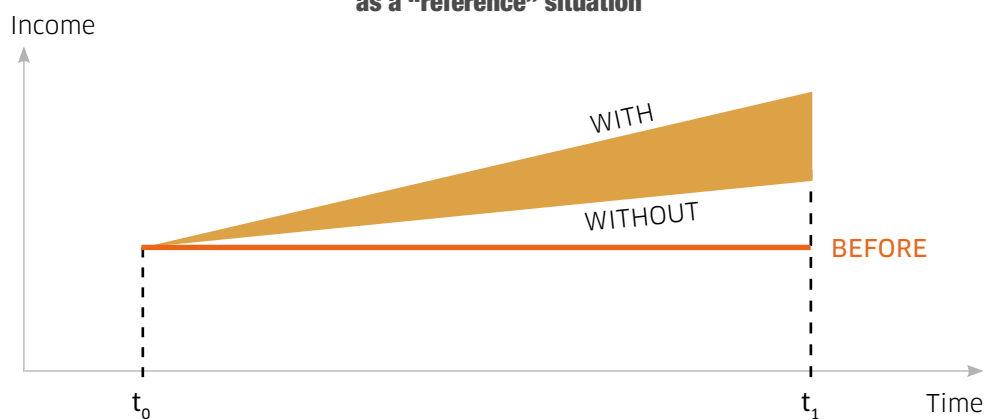 as a “reference” situation
Income
WITH
WITHOUT
BEFORE
t₀
t₁
Time